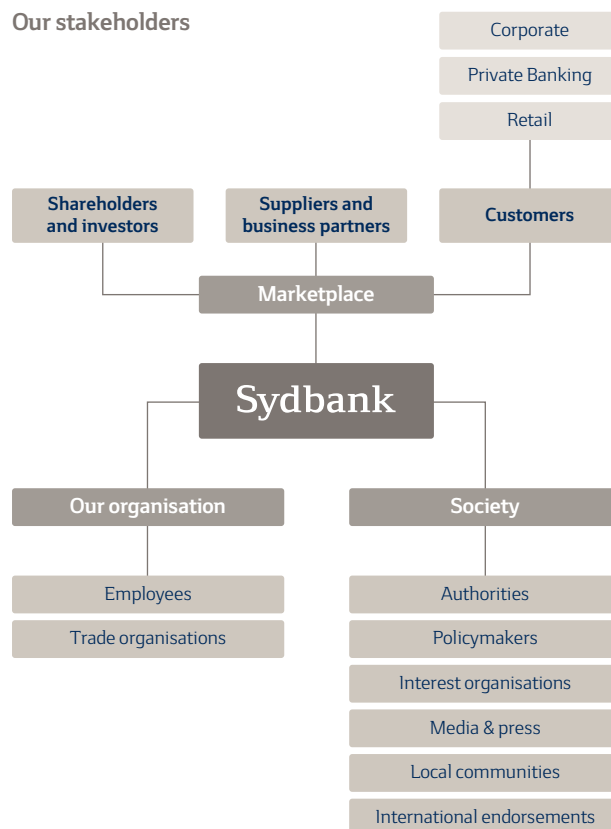 Our stakeholders
Corporate
Private Banking
Retail
Shareholders
and investors
Suppliers and
business partners
Customers
Marketplace
Sydbank
Our organisation
Society
Employees
Trade organisations
Authorities
Policymakers
Interest organisations
Media & press
Local communities
International endorsements